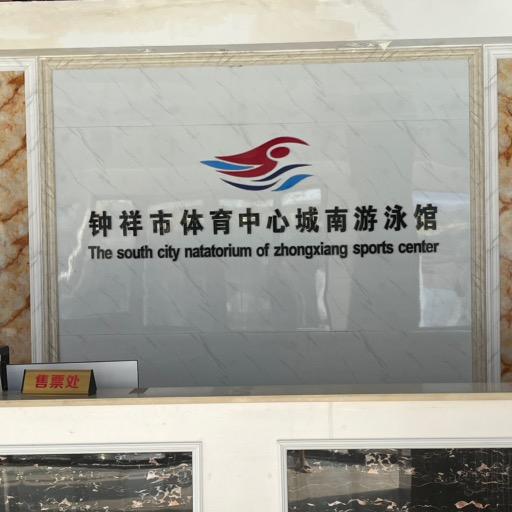 钟祥市体育中心城南游泳馆
The south city natatorium of zhongxiang sports center
售票处